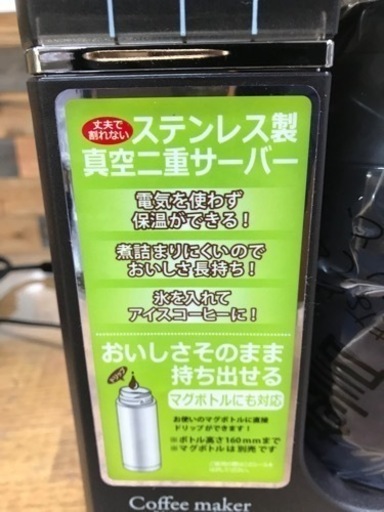 丈夫で
割れない
ステンレス製
真空二重サーバー
電気を使わず
保温ができる！
煮詰まりにくいので
おいしさ長持ち！
氷を入れて
アイスコーヒーに！
おいしさそのまま
持ち出せる
マグボトルにも対応
お使いのマグボトルに直接
ドリップができます！
※ボトル高さ160mmまで
※マグボトルは別売です
Coffee maker